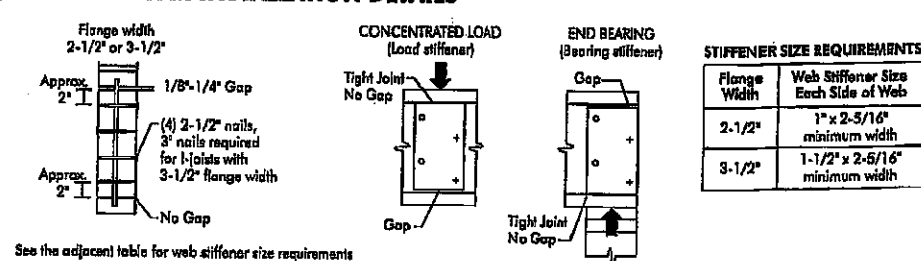 Flange width
2-1/2" or 3-1/2"
Approx.
2"
1/8"-1/4" Gap
(4) 2-1/2" nails,
3" nails required
for I-joists with
3-1/2" flange width
Approx.
2"
No Gap
See the adjacent table for web stiffener size requirements
CONCENTRATED LOAD
(Load stiffener)
Tight Joint
No Gap
Gap
END BEARING
(Bearing stiffener)
Gap
Tight Joint
No Gap
STIFFENER SIZE REQUIREMENTS
Flange Width
Web Stiffener Size
Each Side of Web
2-1/2"
1" x 2-5/16"
minimum width
3-1/2"
1-1/2" x 2-5/16"
minimum width